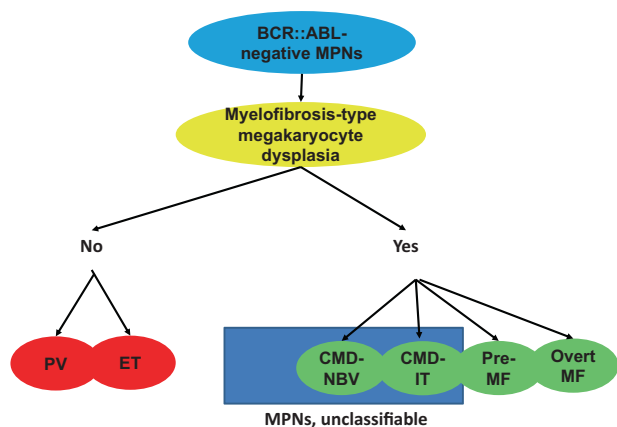 BCR::ABL-
negative MPNs
Myelofibrosis-type
megakaryocyte
dysplasia
No
Yes
PV
ET
CMD-
NBV
CMD-
IT
Pre-
MF
Overt
MF
MPNs, unclassifiable